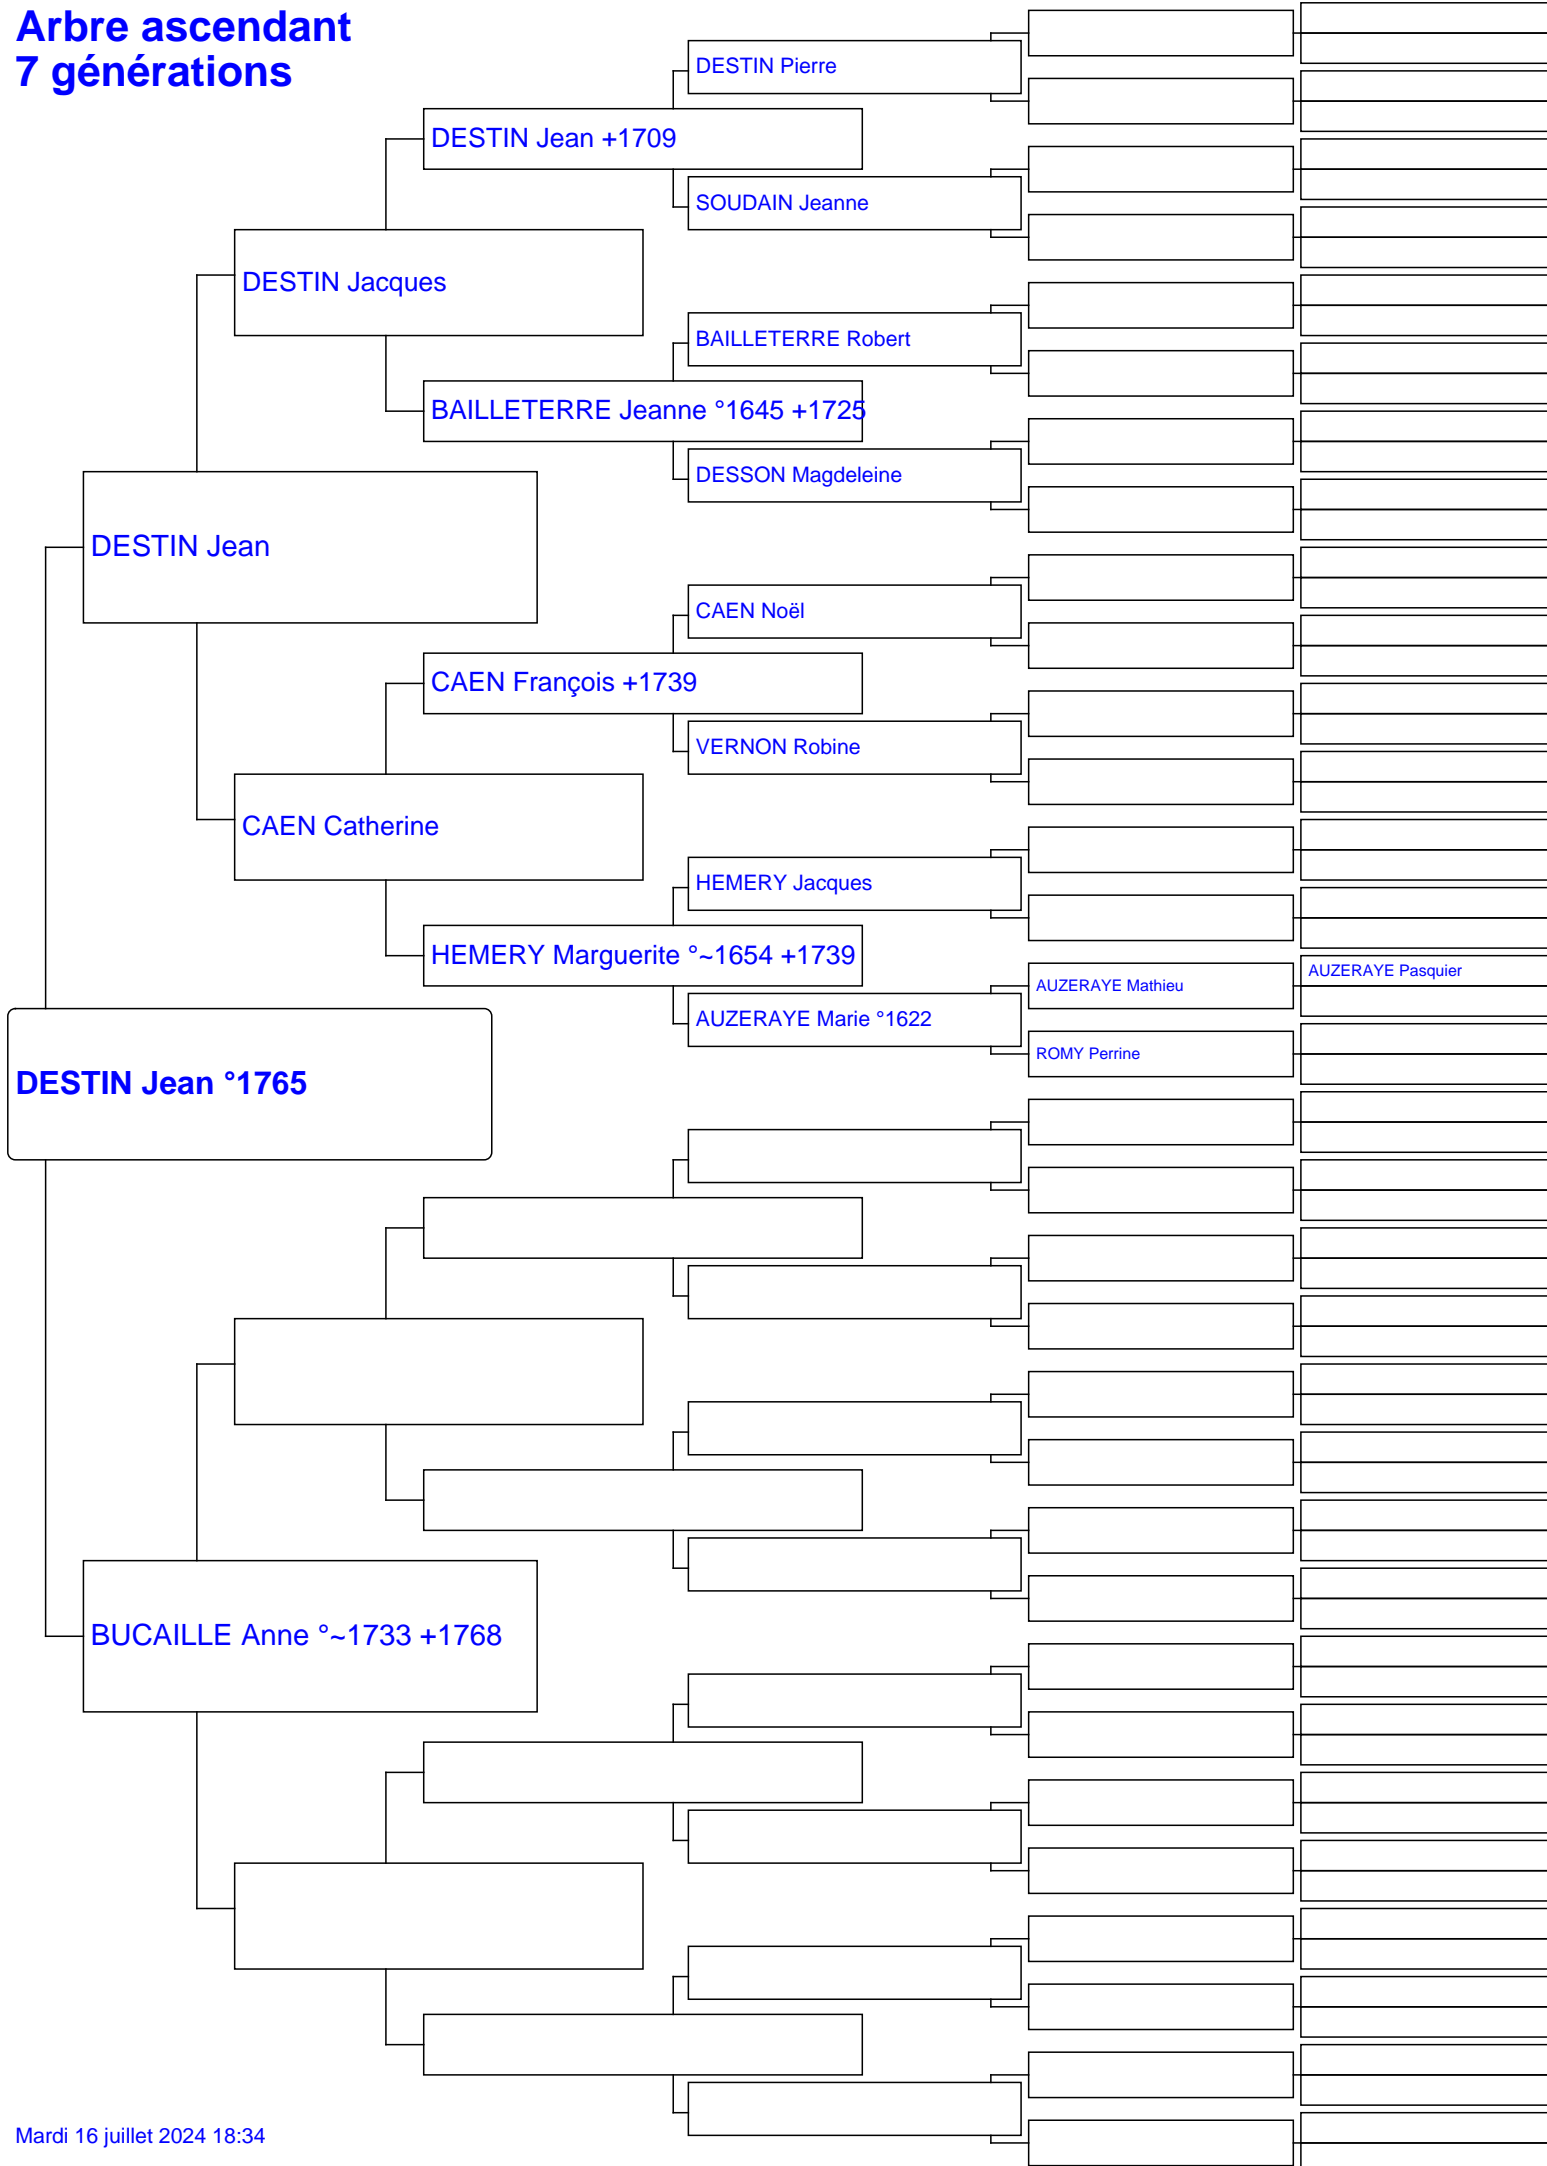 Arbre ascendant
7 générations
DESTIN Pierre
DESTIN Jean +1709
SOUDAIN Jeanne
DESTIN Jacques
BAILLETERRE Robert
BAILLETERRE Jeanne °1645 +1725
DESSON Magdeleine
DESTIN Jean
CAEN Noël
CAEN François +1739
VERNON Robine
CAEN Catherine
HEMERY Jacques
HEMERY Marguerite °~1654 +1739
AUZERAYE Pasquier
AUZERAYE Mathieu
AUZERAYE Marie °1622
ROMY Perrine
DESTIN Jean °1765
BUCAILLE Anne °~1733 +1768
Mardi 16 juillet 2024 18:34